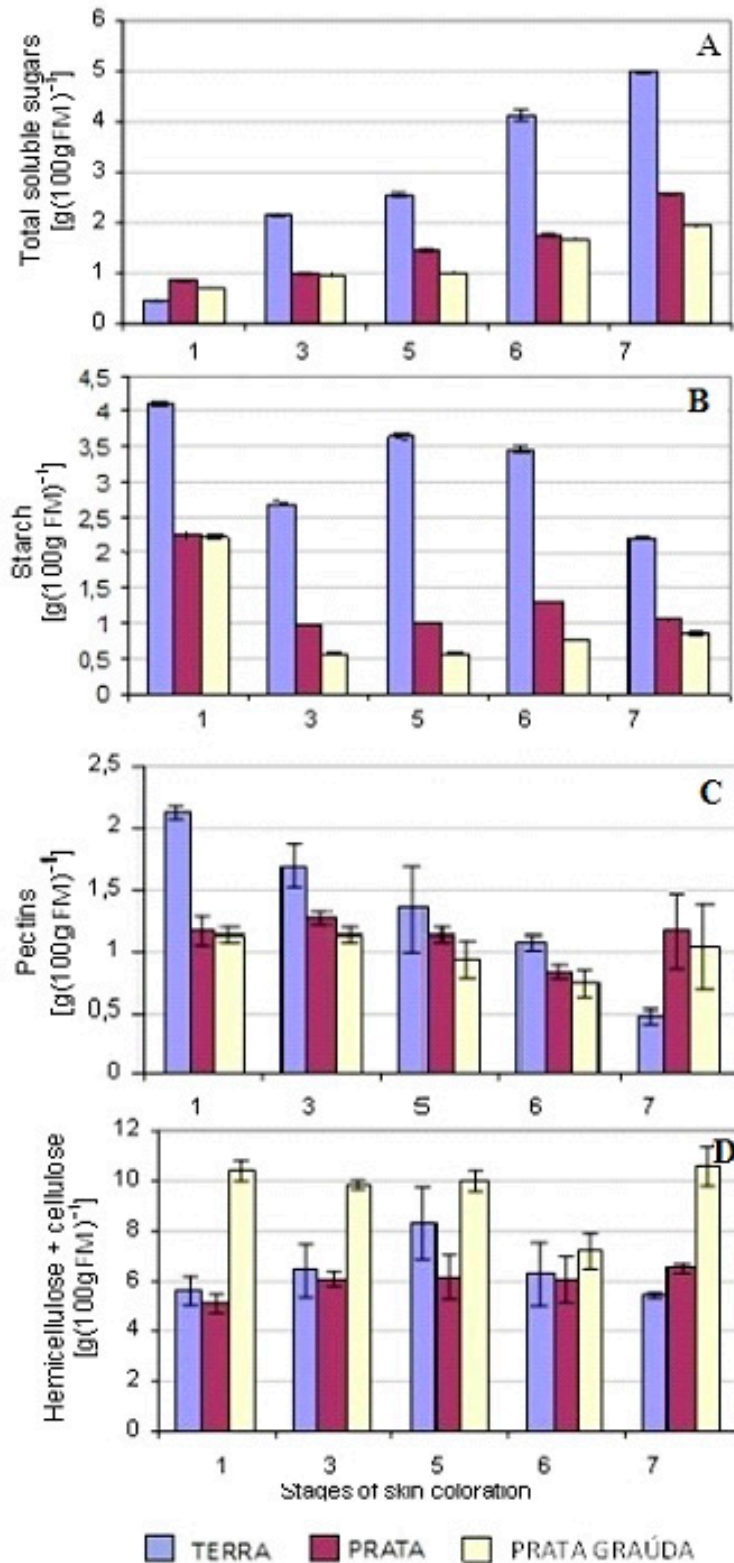 A
Total soluble sugars
[g(100g FM)⁻¹]
6
5
4
3
2
1
0
1 3 5 6 7
B
Starch
[g(100g FM)⁻¹]
4,5
4
3,5
3
2,5
2
1,5
1
0,5
0
1 3 5 6 7
C
Pectins
[g(100g FM)⁻¹]
2,5
2
1,5
1
0,5
0
1 3 5 6 7
D
Hemicellulose + cellulose
[g(100g FM)⁻¹]
12
10
8
6
4
2
0
1 3 5 6 7
Stages of skin coloration
TERRA PRATA PRATA GRAÚDA